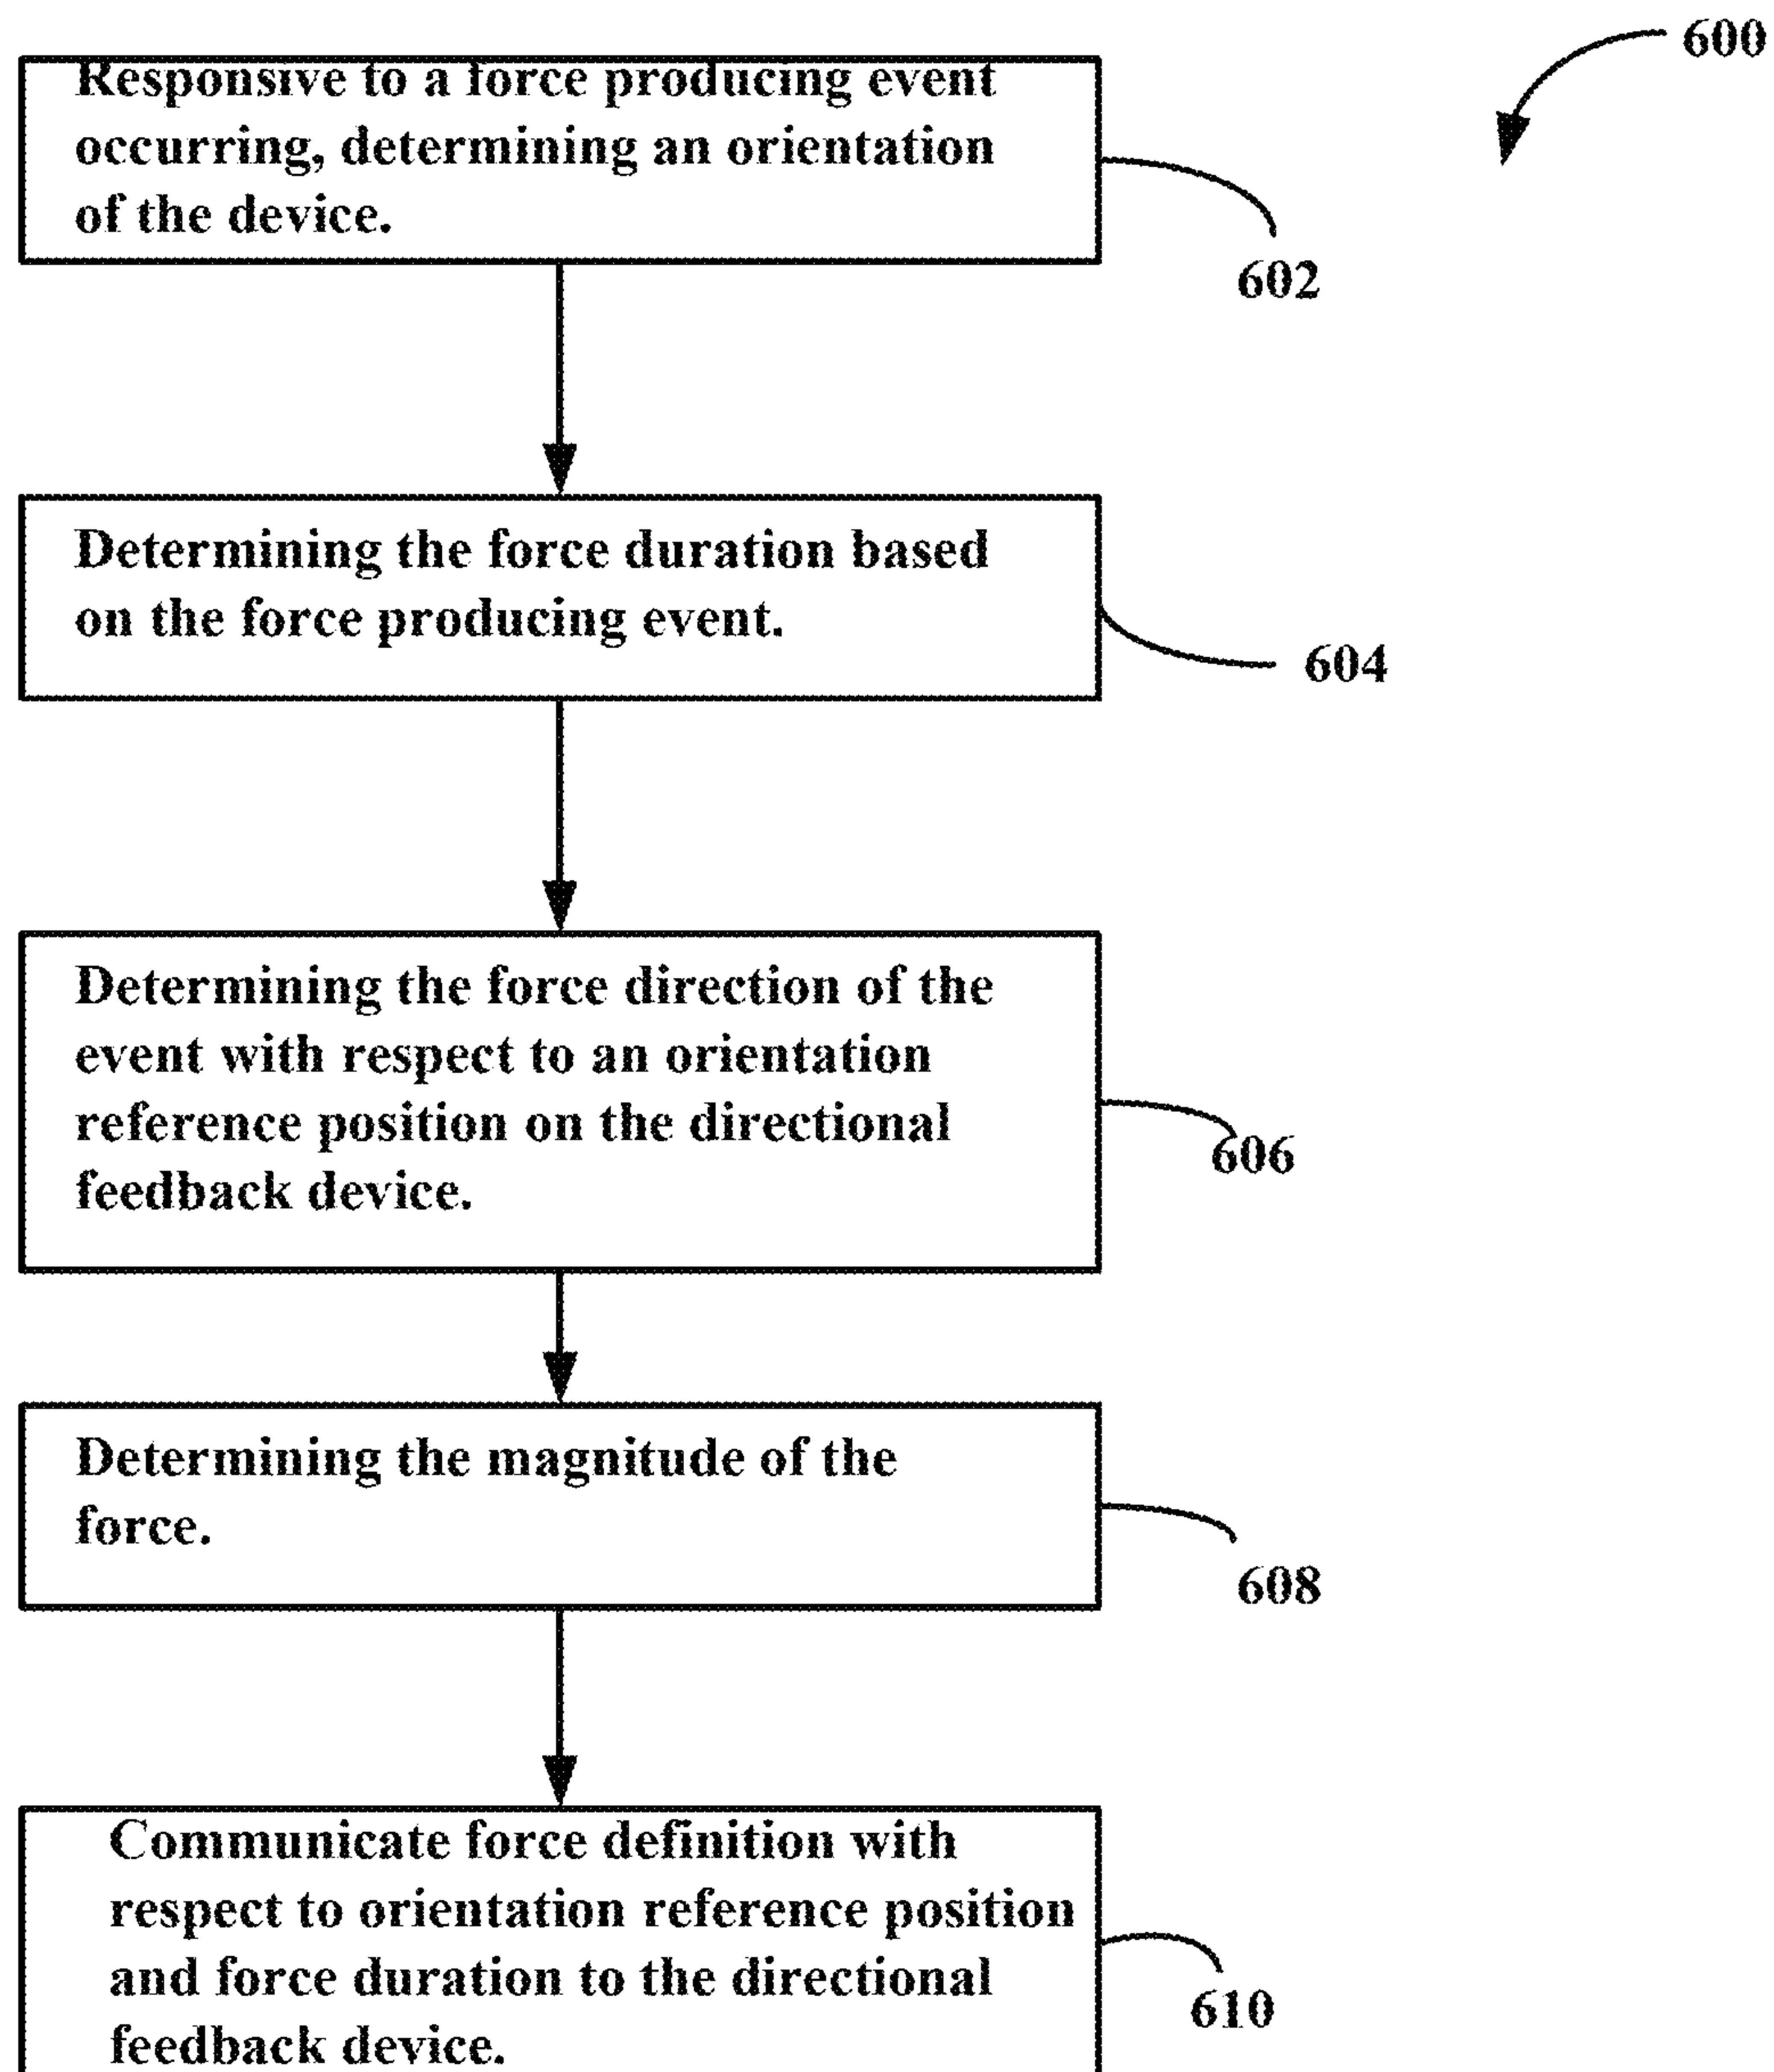 600
Responsive to a force producing event
occurring, determining an orientation
of the device.
602
Determining the force duration based
on the force producing event.
604
Determining the force direction of the
event with respect to an orientation
reference position on the directional
feedback device.
606
Determining the magnitude of the
force.
608
Communicate force definition with
respect to orientation reference position
and force duration to the directional
feedback device.
610